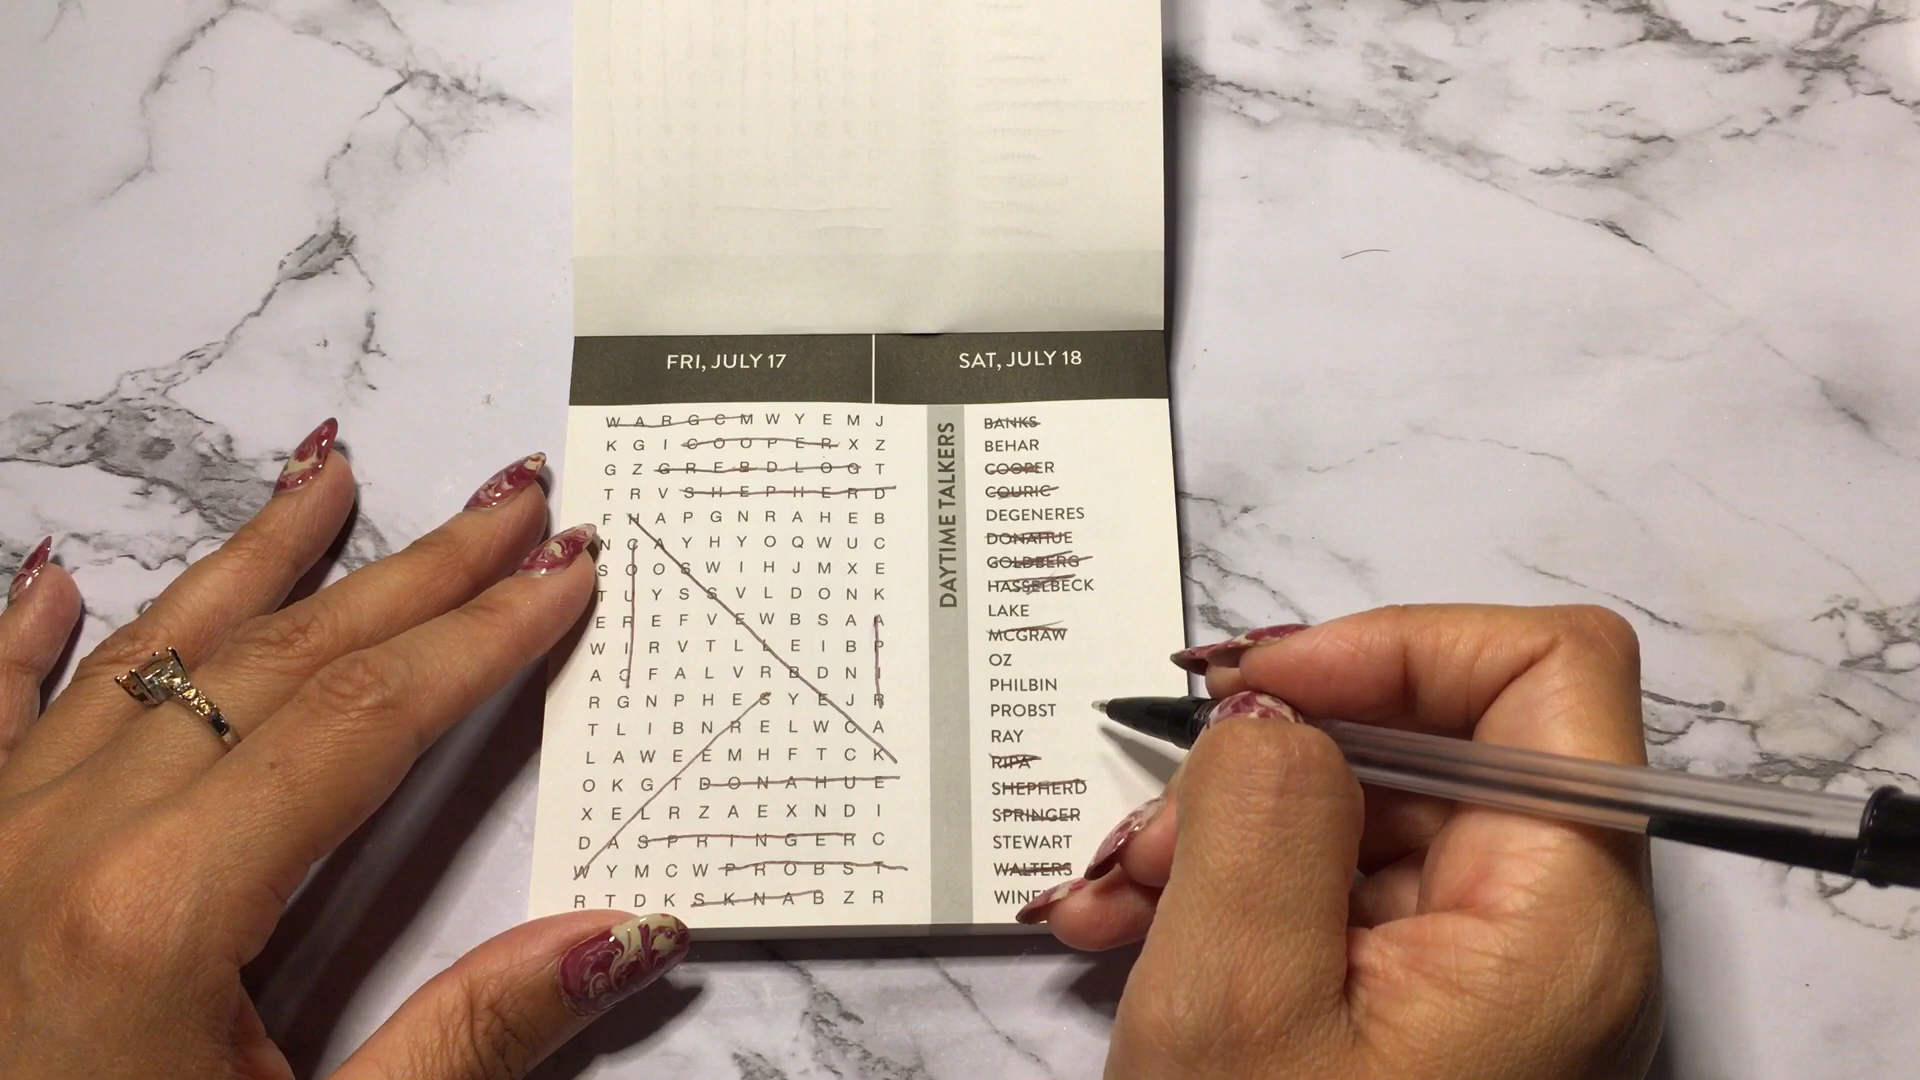 FRI, JULY 17
SAT, JULY 18
W A R G C M W Y E M J
K G I C O O P E R X Z
G Z G R E B D L O G T
T R V S H E P H E R D
F H A P G N R A H E B
N C A Y H Y O Q W U C
S O O S W I H J M X E
T U Y S S V L D O N K
E R E F V E W B S A A
W I R V T L L E I B P
A C F A L V R B D N I
R G N P H E S Y E J R
T L I B N R E L W C A
L A W E E M H F T C K
O K G T D O N A H U E
X E L R Z A E X N D I
D A S P R I N G E R C
W Y M C W P R O B S T
R T D K S K N A B Z R
DAYTIME TALKERS
BANKS
BEHAR
COOPER
COURIC
DEGENERES
DONAHUE
GOLDBERG
HASSELBECK
LAKE
MCGRAW
OZ
PHILBIN
PROBST
RAY
RIPA
SHEPHERD
SPRINGER
STEWART
WALTERS